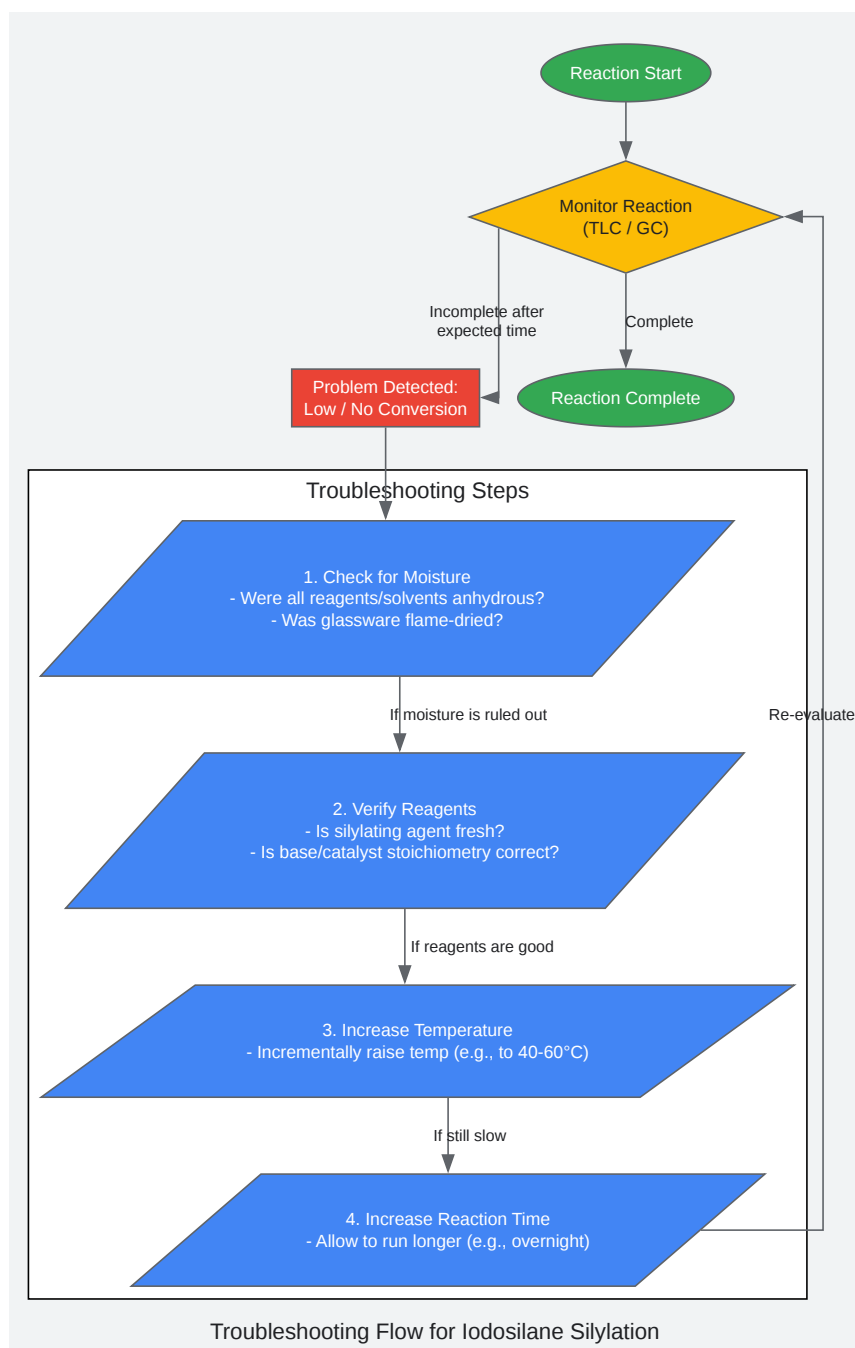 Reaction Start
Monitor Reaction
(TLC / GC)
Incomplete after
expected time
Complete
Problem Detected:
Low / No Conversion
Reaction Complete
Troubleshooting Steps
1. Check for Moisture
- Were all reagents/solvents anhydrous?
- Was glassware flame-dried?
If moisture is ruled out
Re-evaluate
2. Verify Reagents
- Is silylating agent fresh?
- Is base/catalyst stoichiometry correct?
If reagents are good
3. Increase Temperature
- Incrementally raise temp (e.g., to 40-60°C)
If still slow
4. Increase Reaction Time
- Allow to run longer (e.g., overnight)
Troubleshooting Flow for Iodosilane Silylation